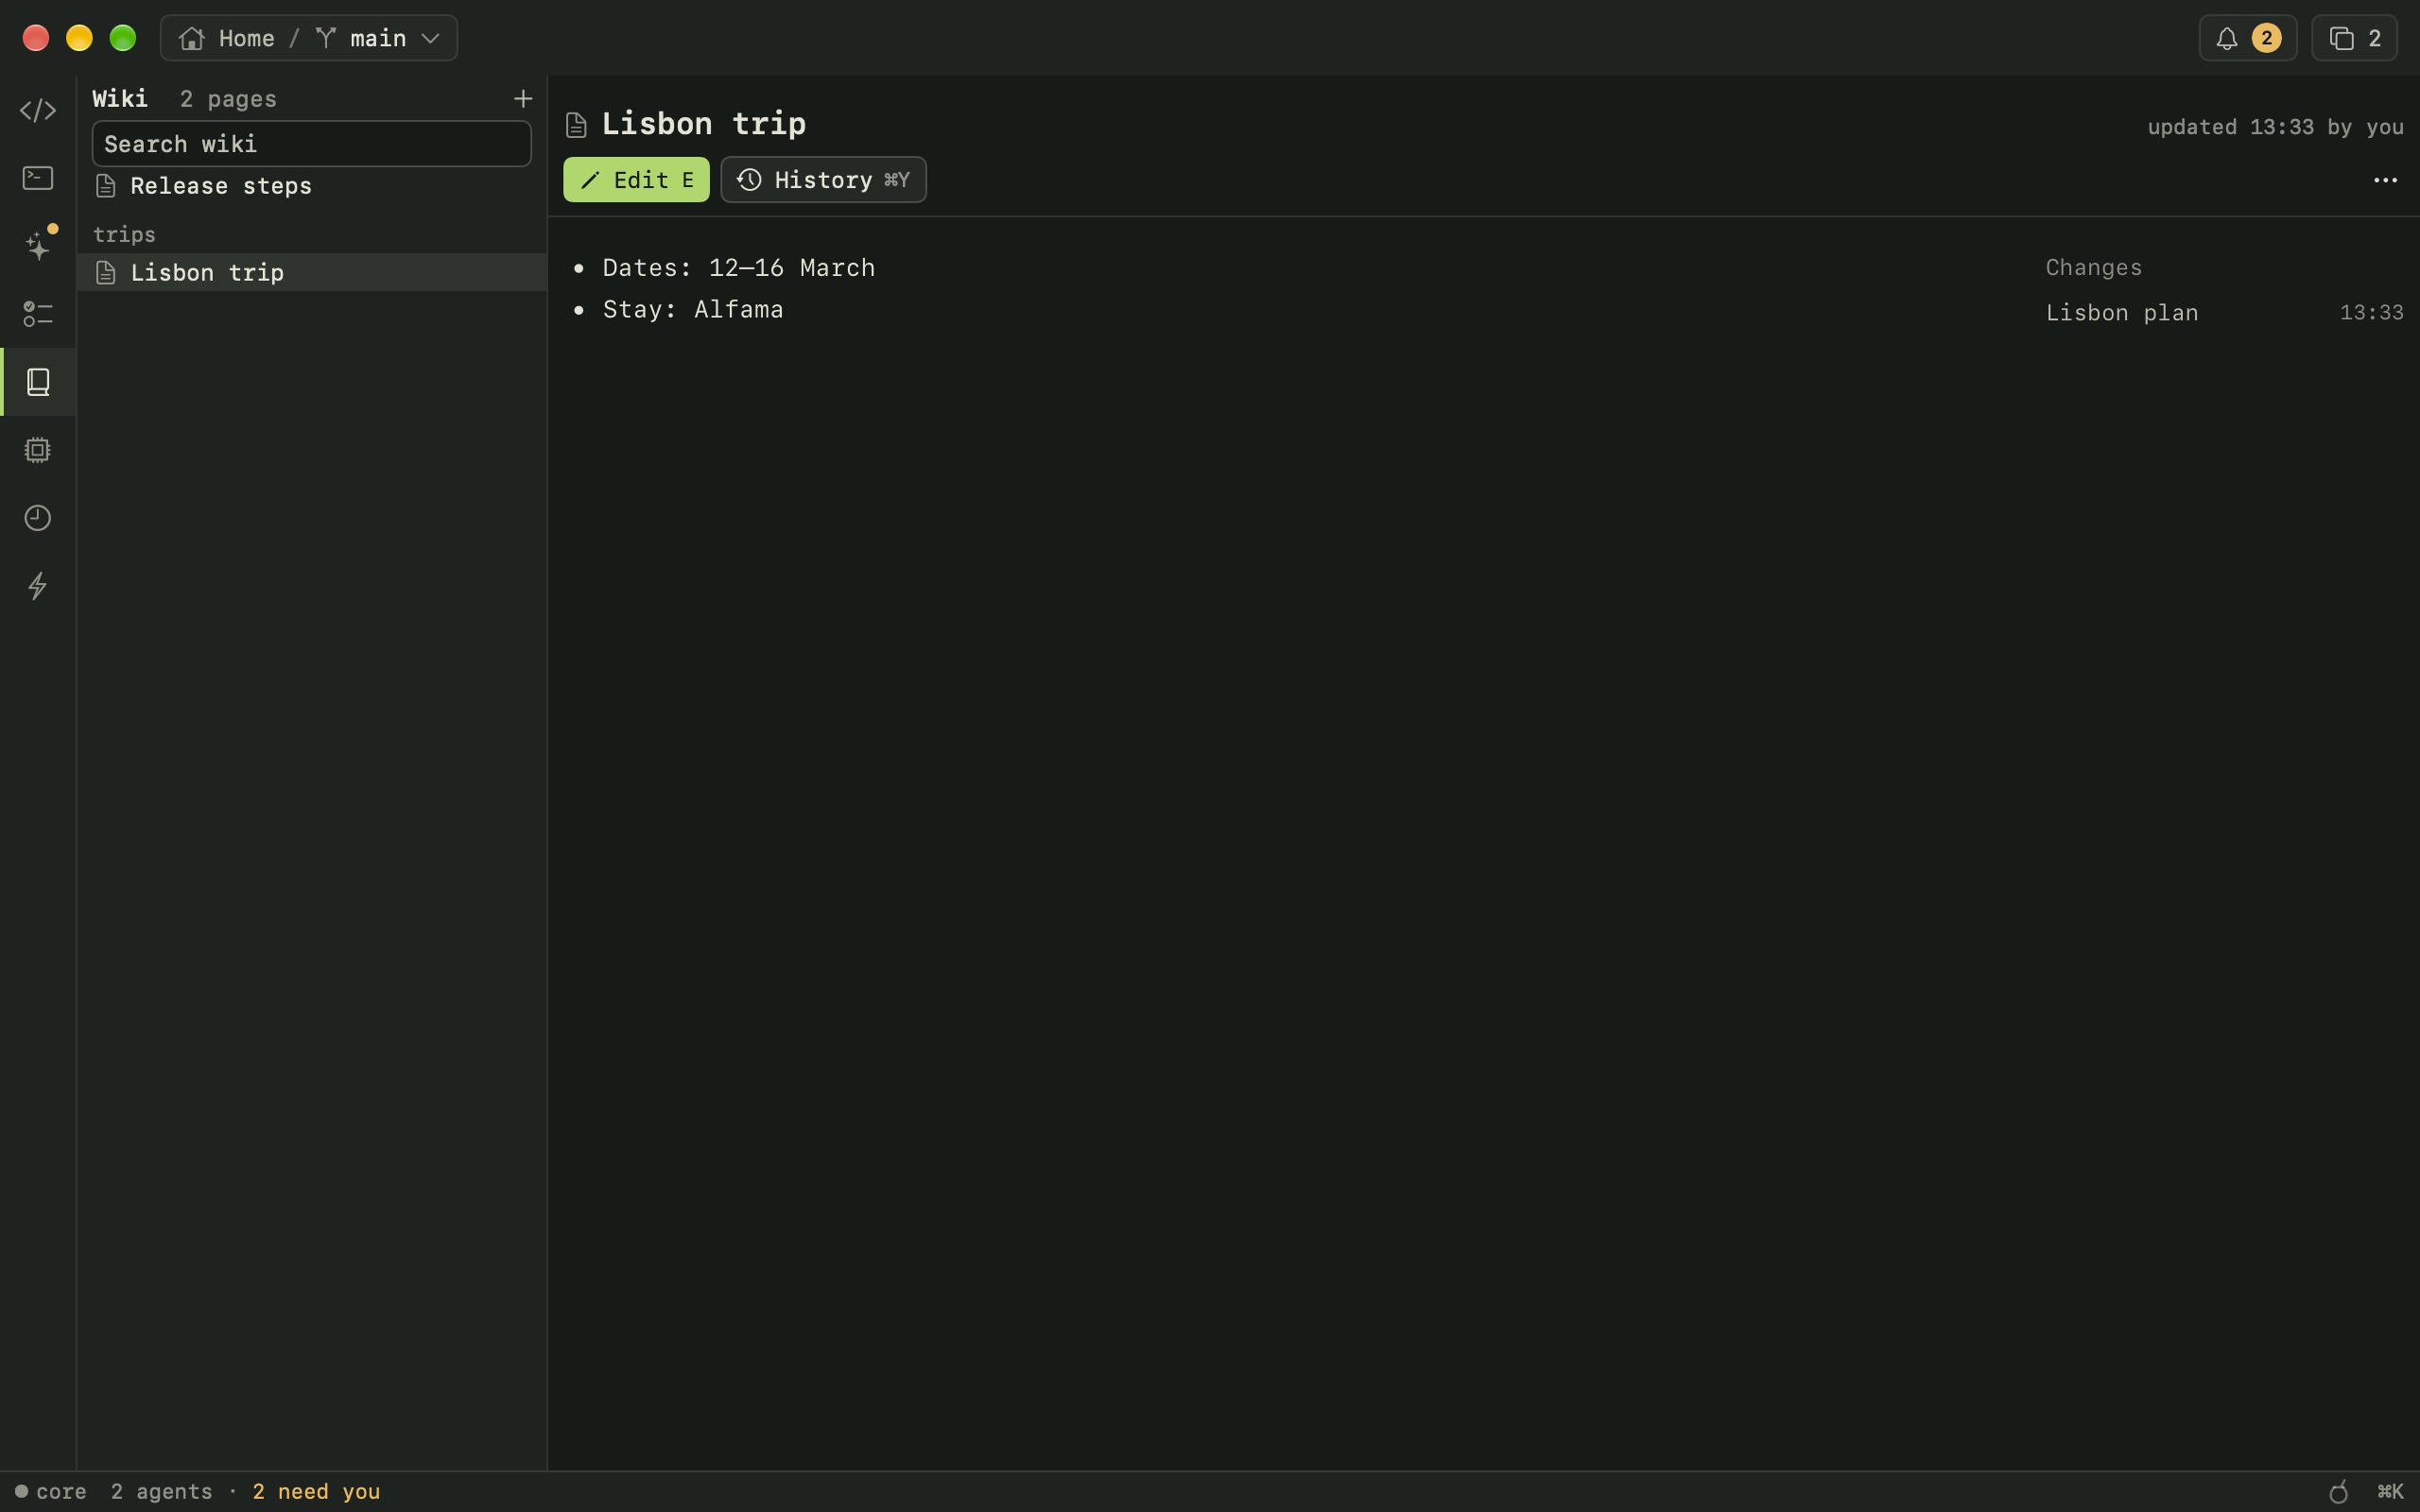 Home / main
2
2
Wiki 2 pages
Search wiki
Release steps
trips
Lisbon trip
Lisbon trip
updated 13:33 by you
Edit E
History ⌘Y
• Dates: 12–16 March
• Stay: Alfama
Changes
Lisbon plan 13:33
core 2 agents · 2 need you
⌘K